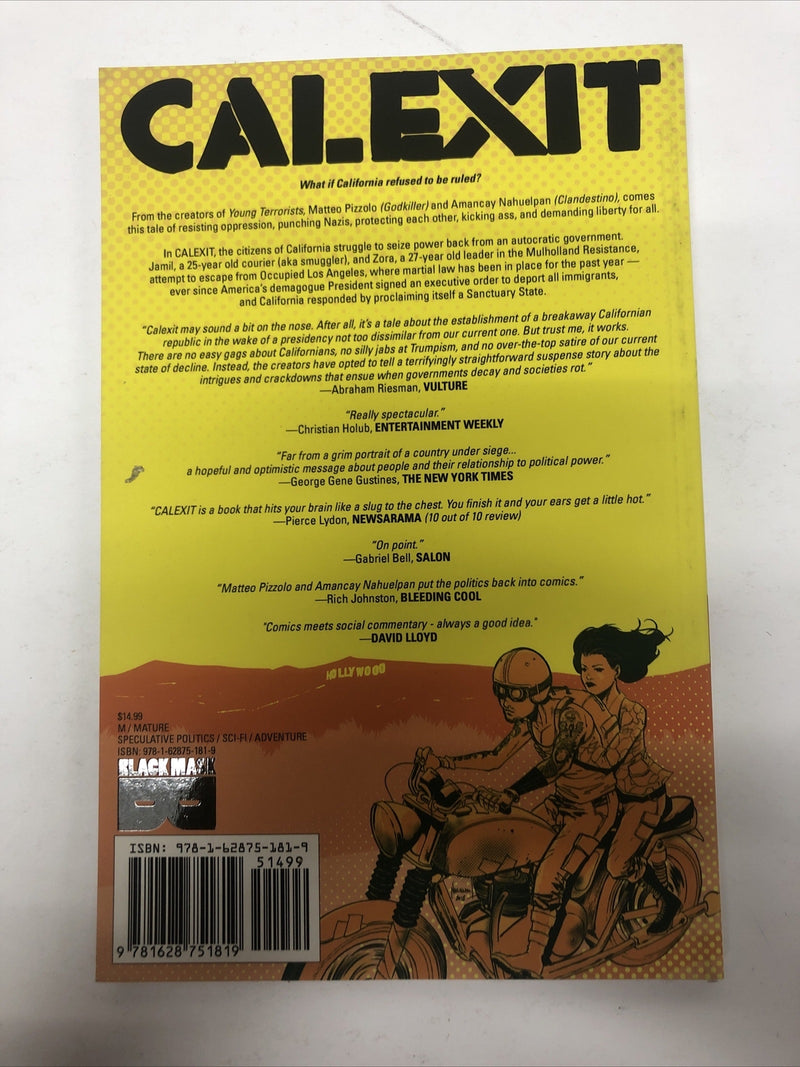 CALEXIT
What if California refused to be ruled?
From the creators of Young Terrorists, Matteo Pizzolo (Godkiller) and Amancay Nahuelpan (Clandestino), comes
this tale of resisting oppression, punching Nazis, protecting each other, kicking ass, and demanding liberty for all.
In CALEXIT, the citizens of California struggle to seize power back from an autocratic government.
Jamil, a 25-year old courier (aka smuggler), and Zora, a 27-year old leader in the Mulholland Resistance,
attempt to escape from Occupied Los Angeles, where martial law has been in place for the past year —
ever since America's demagogue President signed an executive order to deport all immigrants,
and California responded by proclaiming itself a Sanctuary State.
“Calexit may sound a bit on the nose. After all, it's a tale about the establishment of a breakaway Californian
republic in the wake of a presidency not too dissimilar from our current one. But trust me, it works.
There are no easy gags about Californians, no silly jabs at Trumpism, and no over-the-top satire of our current
state of decline. Instead, the creators have opted to tell a terrifyingly straightforward suspense story about the
intrigues and crackdowns that ensue when governments decay and societies rot.”
—Abraham Riesman, VULTURE
“Really spectacular.”
—Christian Holub, ENTERTAINMENT WEEKLY
“Far from a grim portrait of a country under siege...
a hopeful and optimistic message about people and their relationship to political power.”
—George Gene Gustines, THE NEW YORK TIMES
“CALEXIT is a book that hits your brain like a slug to the chest. You finish it and your ears get a little hot.”
—Pierce Lydon, NEWSARAMA (10 out of 10 review)
“On point.”
—Gabriel Bell, SALON
“Matteo Pizzolo and Amancay Nahuelpan put the politics back into comics.”
—Rich Johnston, BLEEDING COOL
"Comics meets social commentary - always a good idea."
—DAVID LLOYD
HOLLYWOOD
$14.99
M / MATURE
SPECULATIVE POLITICS / SCI-FI / ADVENTURE
ISBN: 978-1-62875-181-9
BLACK MASK
ISBN: 978-1-62875-181-9
51499
9 781628 751819